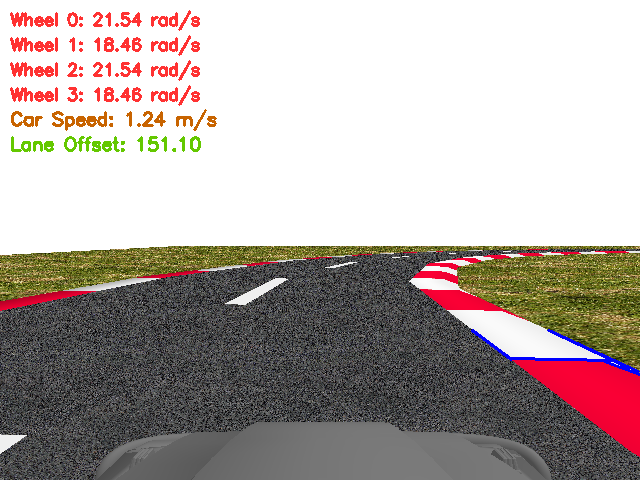 Wheel 0: 21.54 rad/s
Wheel 1: 18.46 rad/s
Wheel 2: 21.54 rad/s
Wheel 3: 18.46 rad/s
Car Speed: 1.24 m/s
Lane Offset: 151.10